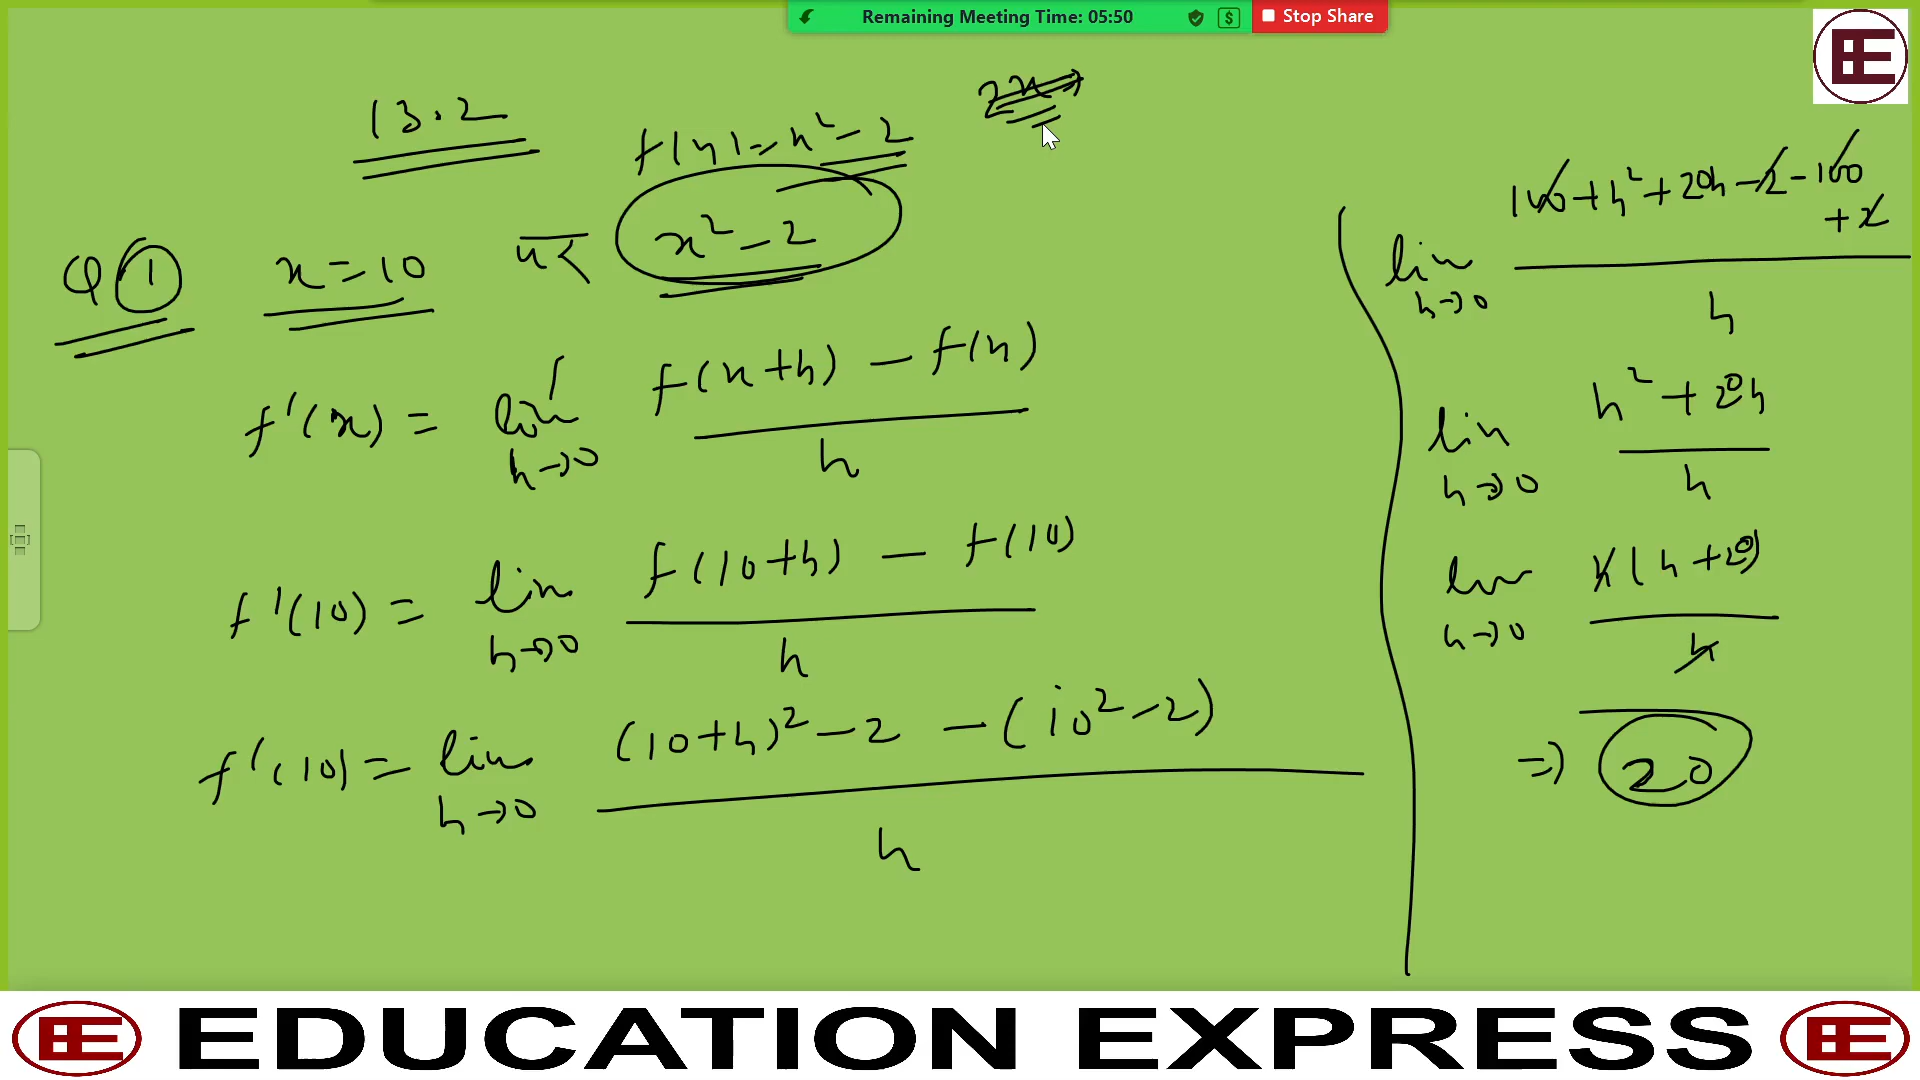 Remaining Meeting Time: 05:50
Stop Share
13.2
f(x) = x² - 2
2x
Q 1 x = 10 पर x² - 2
f'(x) = lim h→0 f(x+h) - f(x) / h
f'(10) = lim h→0 f(10+h) - f(10) / h
f'(10) = lim h→0 (10+h)² - 2 - (10² - 2) / h
lim h→0 100 + h² + 20h - 2 - 100 + 2 / h
lim h→0 h² + 20h / h
lim h→0 h(h + 20) / h
⇒ 20
EDUCATION EXPRESS